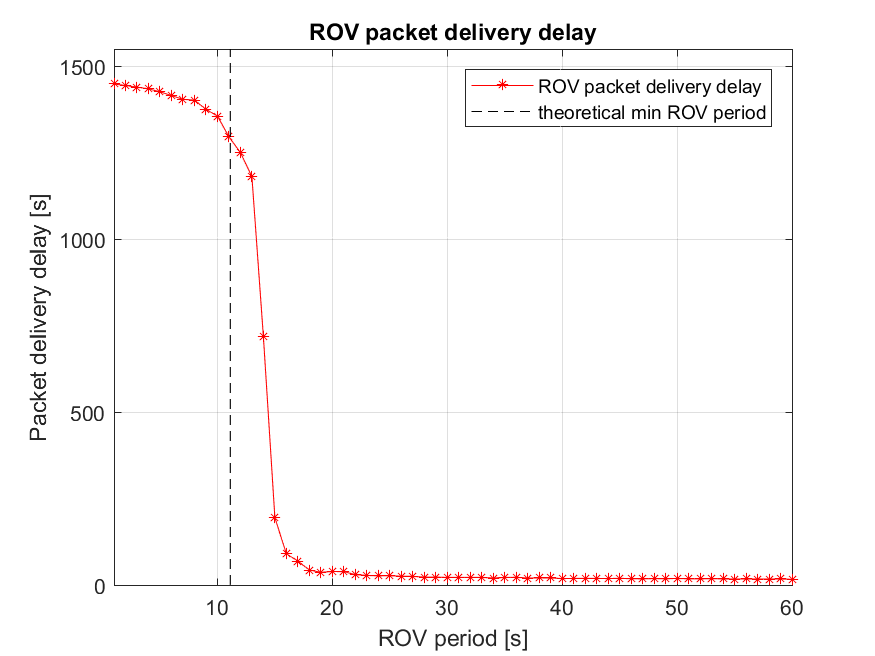 ROV packet delivery delay
ROV packet delivery delay
theoretical min ROV period
1500
1000
500
0
Packet delivery delay [s]
10 20 30 40 50 60
ROV period [s]